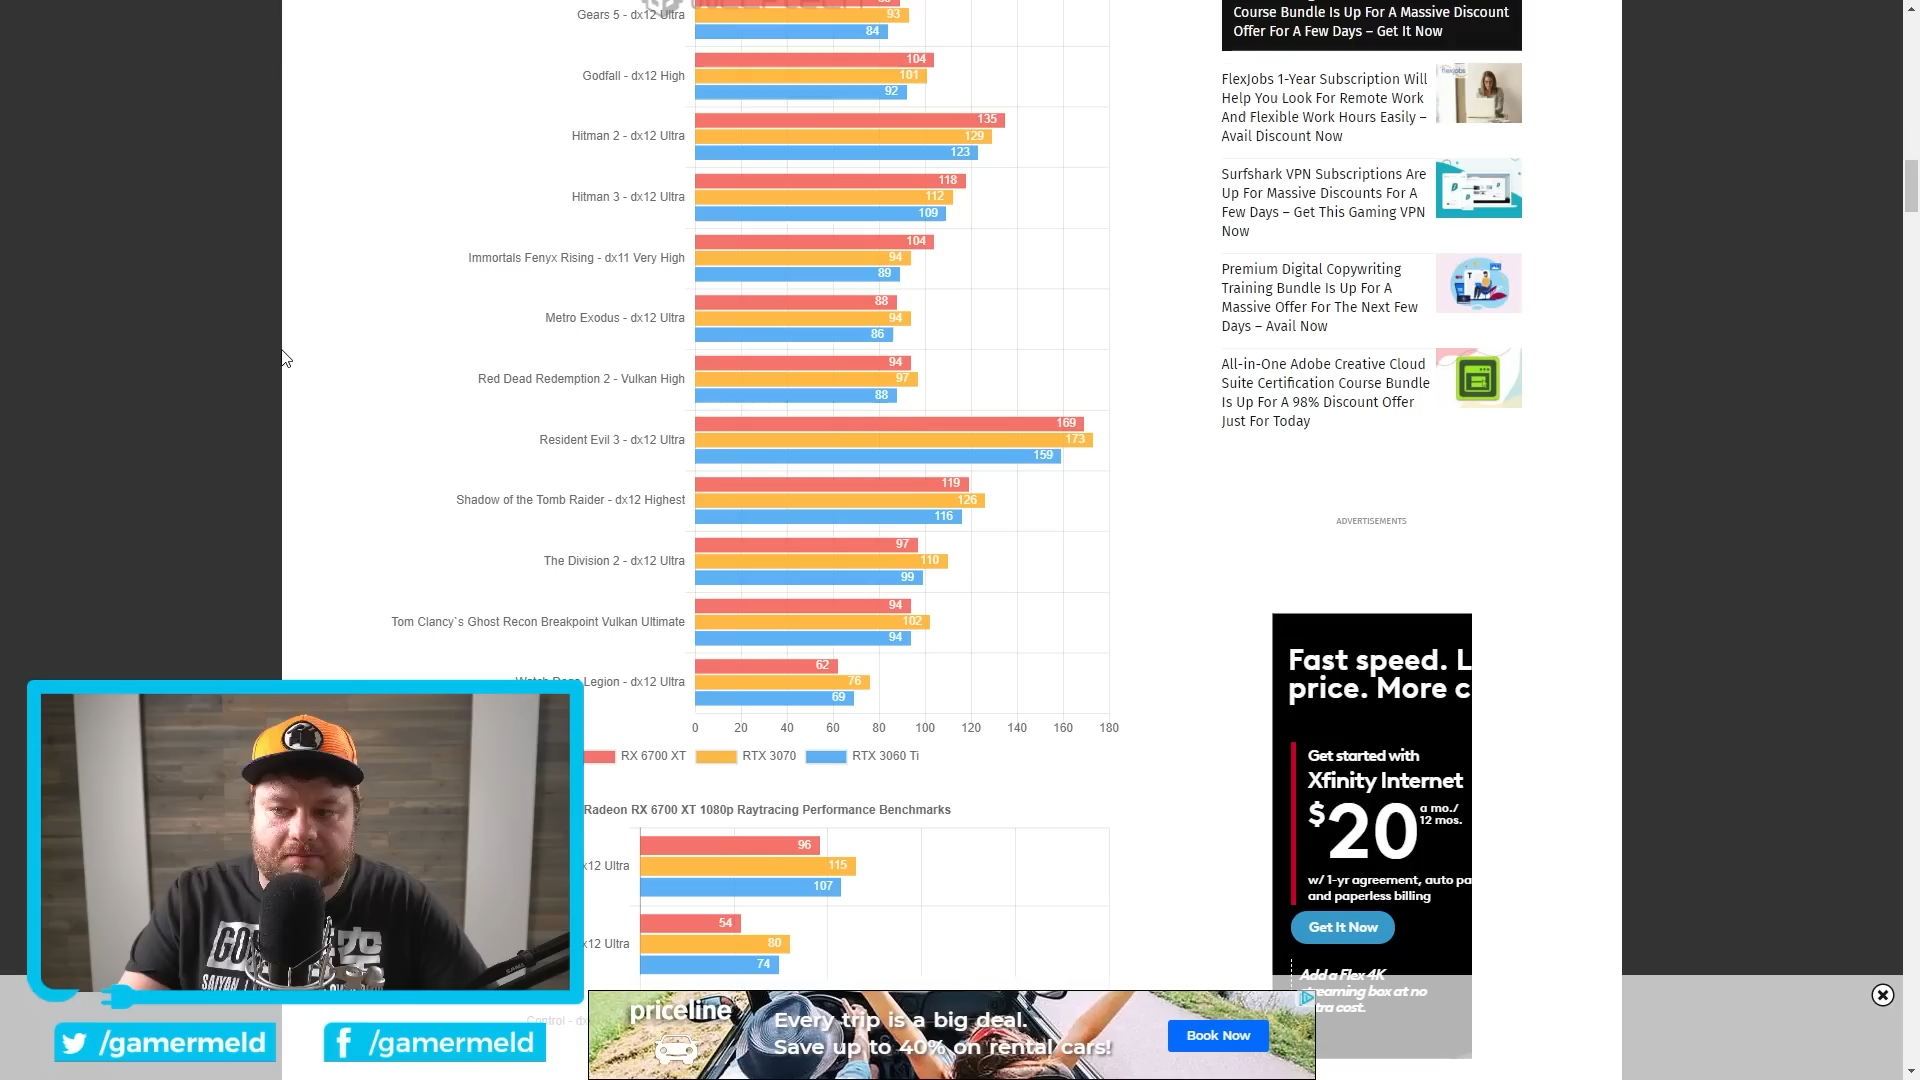 Gears 5 - dx12 Ultra
93
84
Godfall - dx12 High
104
101
92
Hitman 2 - dx12 Ultra
135
129
123
Hitman 3 - dx12 Ultra
118
112
109
Immortals Fenyx Rising - dx11 Very High
104
94
89
Metro Exodus - dx12 Ultra
88
94
86
Red Dead Redemption 2 - Vulkan High
94
97
88
Resident Evil 3 - dx12 Ultra
169
173
159
Shadow of the Tomb Raider - dx12 Highest
119
126
116
The Division 2 - dx12 Ultra
97
110
99
Tom Clancy`s Ghost Recon Breakpoint Vulkan Ultimate
94
102
94
Legion - dx12 Ultra
62
76
69
0 20 40 60 80 100 120 140 160 180
RX 6700 XT RTX 3070 RTX 3060 Ti
Radeon RX 6700 XT 1080p Raytracing Performance Benchmarks
x12 Ultra
96
115
107
x12 Ultra
54
80
74
Control - dx
Course Bundle Is Up For A Massive Discount
Offer For A Few Days – Get It Now
FlexJobs 1-Year Subscription Will
Help You Look For Remote Work
And Flexible Work Hours Easily –
Avail Discount Now
flexjobs
Surfshark VPN Subscriptions Are
Up For Massive Discounts For A
Few Days – Get This Gaming VPN
Now
Premium Digital Copywriting
Training Bundle Is Up For A
Massive Offer For The Next Few
Days – Avail Now
All-in-One Adobe Creative Cloud
Suite Certification Course Bundle
Is Up For A 98% Discount Offer
Just For Today
ADVERTISEMENTS
Fast speed. L
price. More c
Get started with
Xfinity Internet
$20 a mo./
12 mos.
w/ 1-yr agreement, auto pa
and paperless billing
Get It Now
Add a Flex 4K
streaming box at no
tra cost.
priceline
Every trip is a big deal.
Save up to 40% on rental cars!
Book Now
/gamermeld
/gamermeld